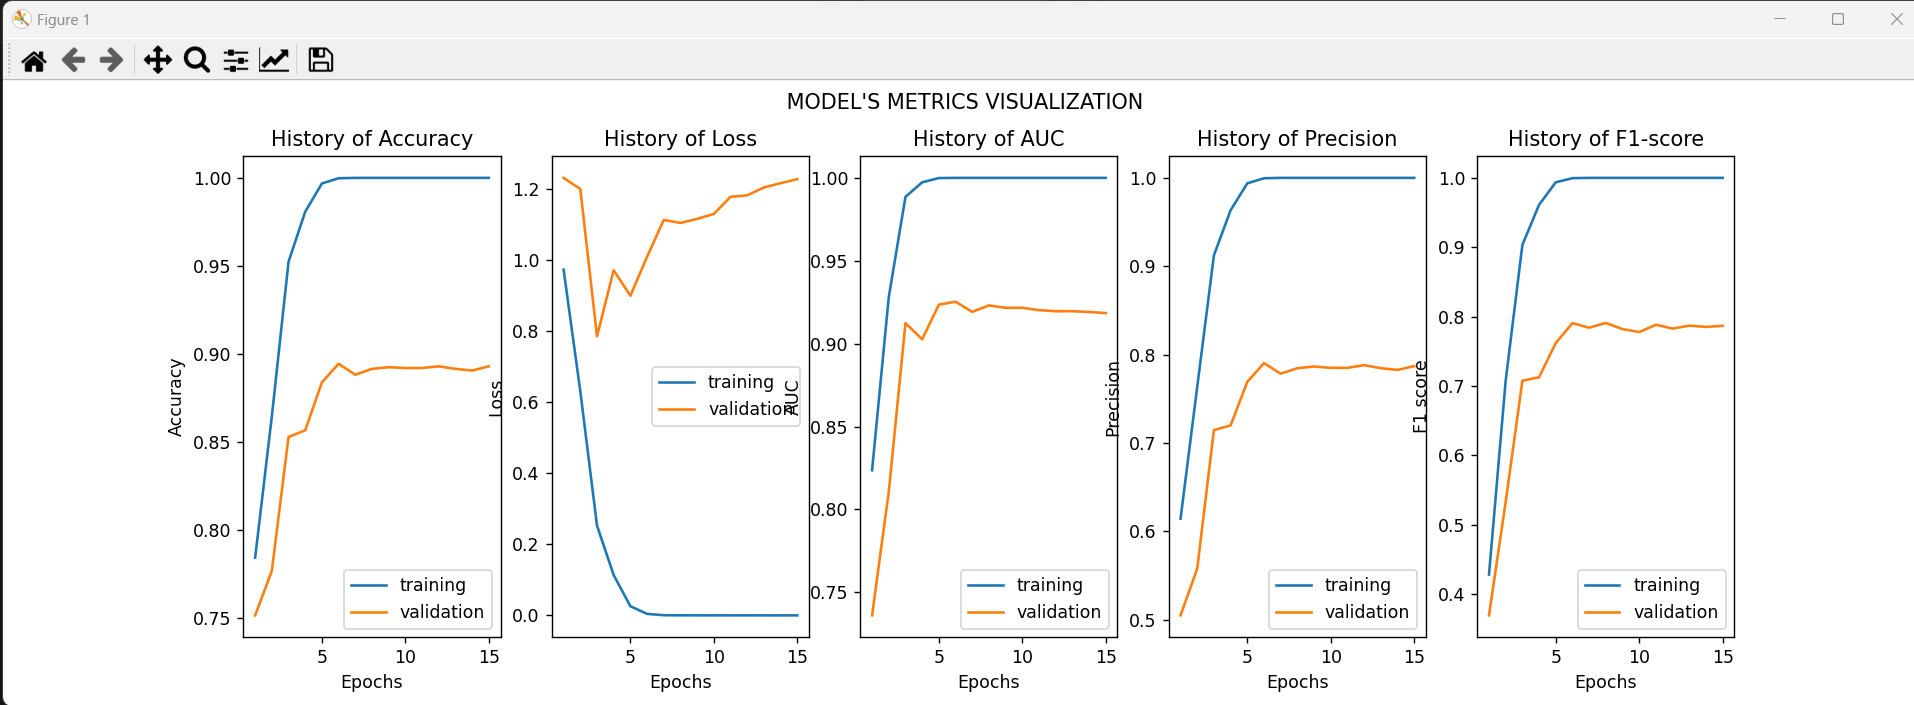 Figure 1
MODEL'S METRICS VISUALIZATION
History of Accuracy
1.00
0.95
0.90
0.85
0.80
0.75
Accuracy
training
validation
5 10 15
Epochs
History of Loss
1.2
1.0
0.8
0.6
0.4
0.2
0.0
Loss
training
validation
5 10 15
Epochs
History of AUC
1.00
0.95
0.90
0.85
0.80
0.75
AUC
training
validation
5 10 15
Epochs
History of Precision
1.0
0.9
0.8
0.7
0.6
0.5
Precision
training
validation
5 10 15
Epochs
History of F1-score
1.0
0.9
0.8
0.7
0.6
0.5
0.4
F1 score
training
validation
5 10 15
Epochs